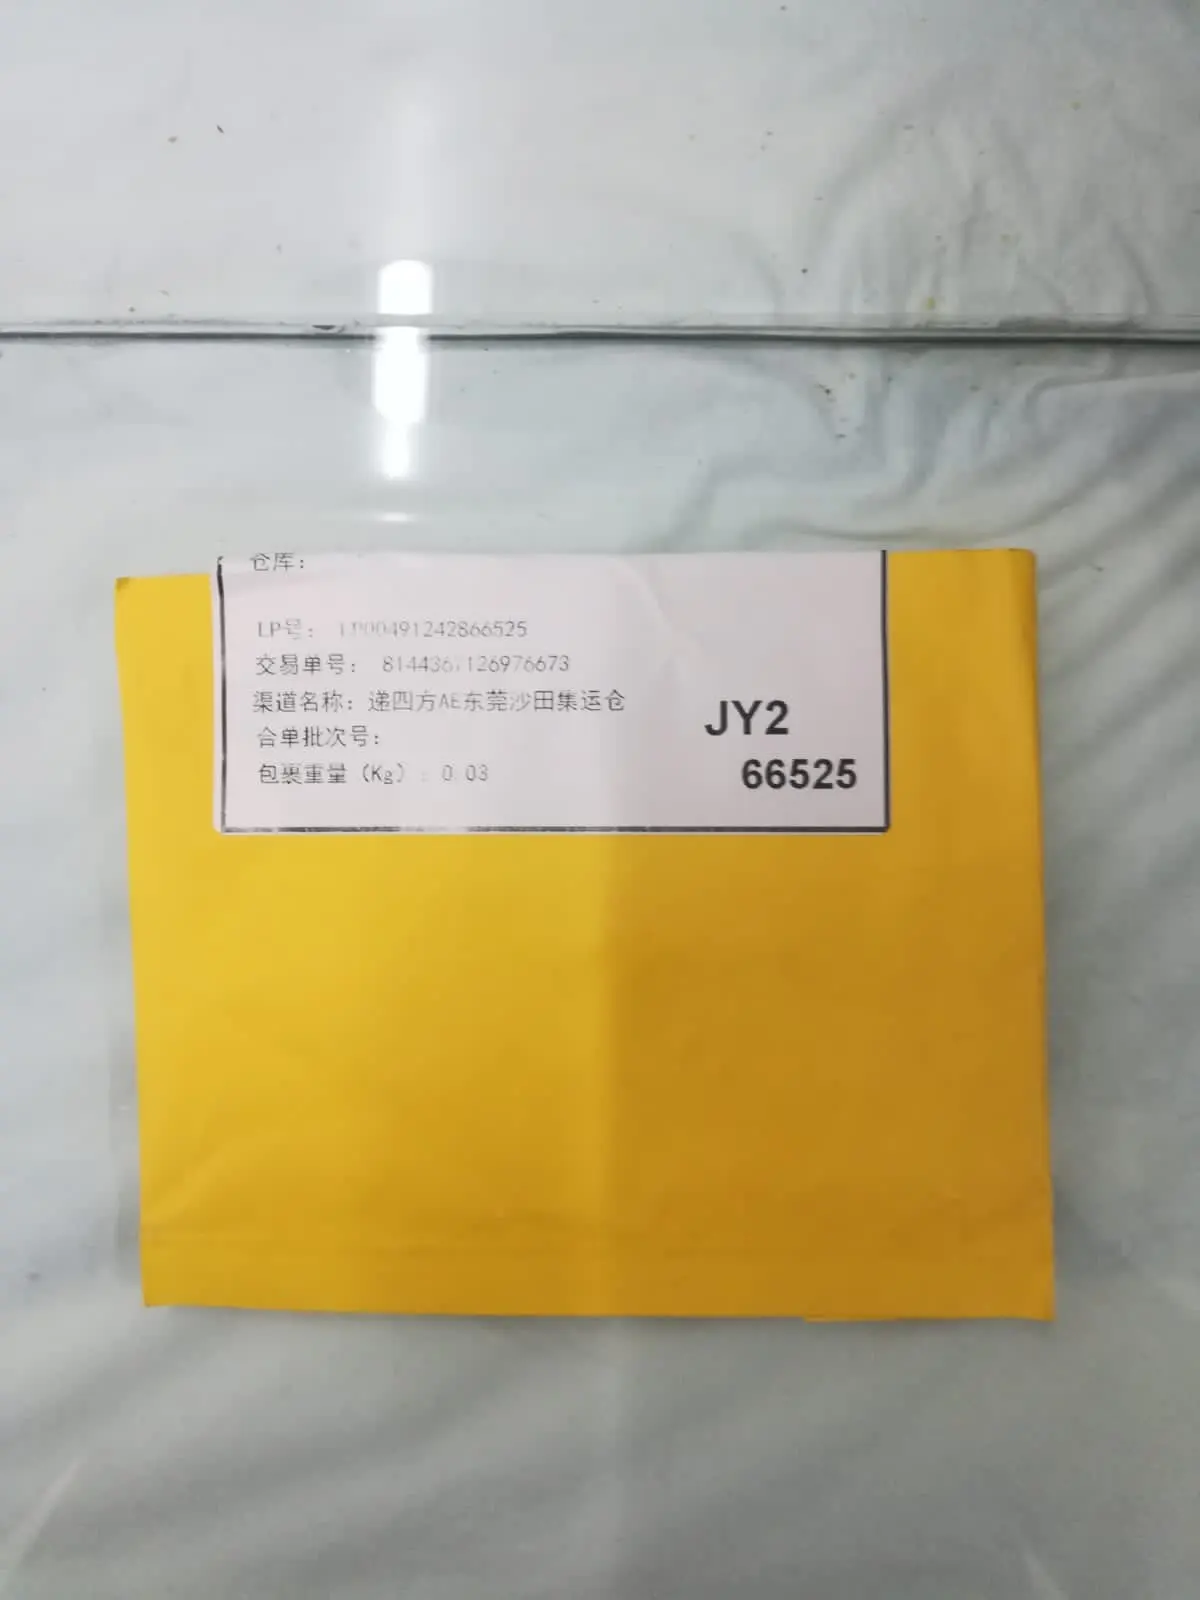 仓库：
LP号： LP00491242866525
交易单号： 8144367126976673
渠道名称：递四方AE东莞沙田集运仓
合单批次号：
包裹重量（Kg）：0.03
JY2
66525